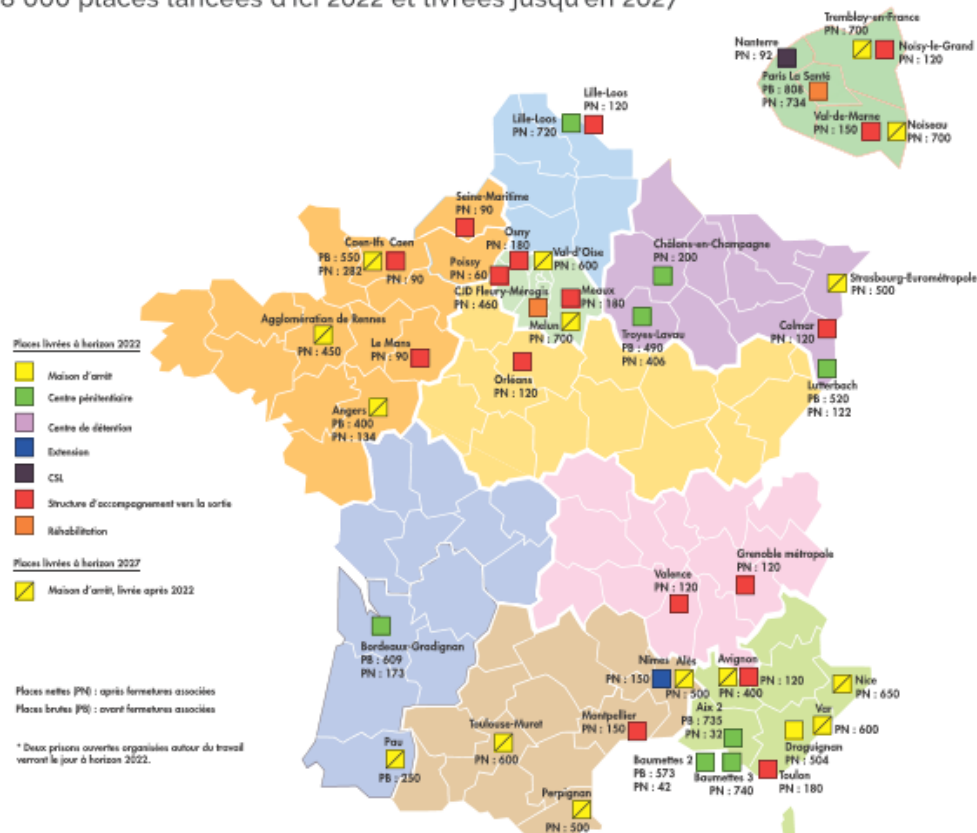 8 000 places lancées d'ici 2022 et livrées jusqu'en 2027
Tremblay-en-France
PN : 700
Nanterre
PN : 92
Noisy-le-Grand
PN : 120
Paris La Santé
PB : 808
PN : 734
Val-de-Marne
PN : 150
Noiseau
PN : 700
Lille-Loos
PN : 120
Lille-Loos
PN : 720
Seine-Maritime
PN : 90
Osny
PN : 180
Caen-Ifs
PB : 550
PN : 282
Caen
PN : 90
Poissy
PN : 60
Val-d'Oise
PN : 600
Châlons-en-Champagne
PN : 200
Strasbourg-Eurométropole
PN : 500
CJD Fleury-Mérogis
PN : 460
Meaux
PN : 180
Agglomération de Rennes
PN : 450
Melun
PN : 700
Troyes-Lavau
PB : 490
PN : 406
Colmar
PN : 120
Le Mans
PN : 90
Orléans
PN : 120
Lutterbach
PB : 520
PN : 122
Angers
PB : 400
PN : 134
Places livrées à horizon 2022
Maison d'arrêt
Centre pénitentiaire
Centre de détention
Extension
CSL
Structure d'accompagnement vers la sortie
Réhabilitation
Places livrées à horizon 2027
Maison d'arrêt, livrée après 2022
Grenoble métropole
PN : 120
Valence
PN : 120
Bordeaux-Gradignan
PB : 609
PN : 173
Places nettes (PN) : après fermetures associées
Places brutes (PB) : avant fermetures associées
* Deux prisons ouvertes organisées autour du travail
verront le jour à horizon 2022.
Nîmes
PN : 150
Alès
PN : 500
Avignon
PN : 400
PN : 120
Nice
PN : 650
Aix 2
PB : 735
PN : 32
Var
PN : 600
Montpellier
PN : 150
Toulouse-Muret
PN : 600
Draguignan
PN : 504
Pau
PB : 250
Baumettes 2
PB : 573
PN : 42
Baumettes 3
PN : 740
Toulon
PN : 180
Perpignan
PN : 500